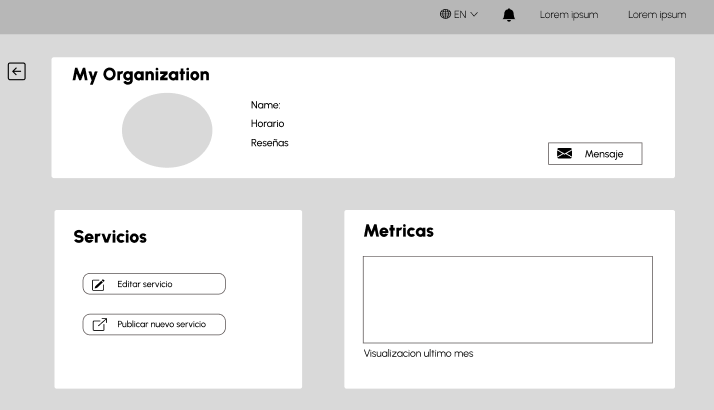 EN
Lorem ipsum
Lorem ipsum
My Organization
Name:
Horario
Reseñas
Mensaje
Servicios
Editar servicio
Publicar nuevo servicio
Metricas
Visualizacion ultimo mes